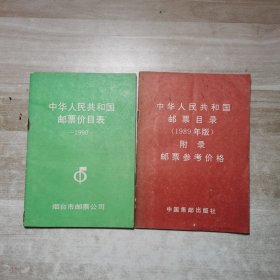 中华人民共和国
邮票价目表
—1990—
烟台市邮票公司
中华人民共和国
邮票目录
(1989年版)
附录
邮票参考价格
中国集邮出版社